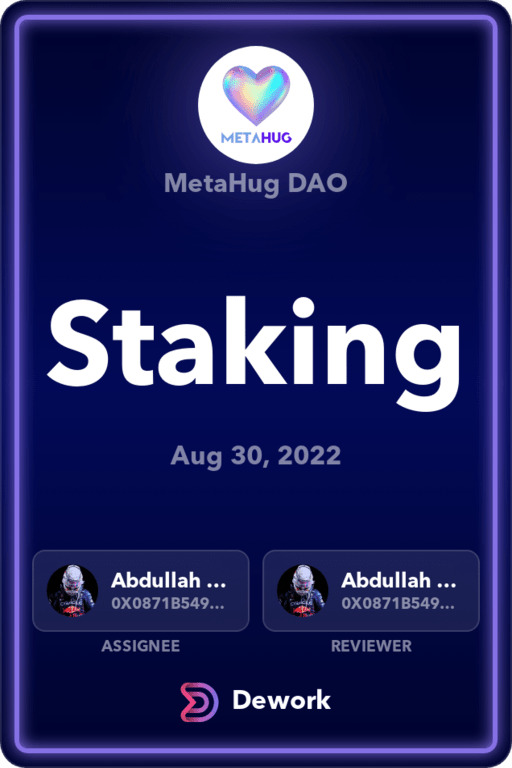 METAHUG
MetaHug DAO
Staking
Aug 30, 2022
Abdullah ...
0X0871B549...
Abdullah ...
0X0871B549...
ASSIGNEE
REVIEWER
Dework